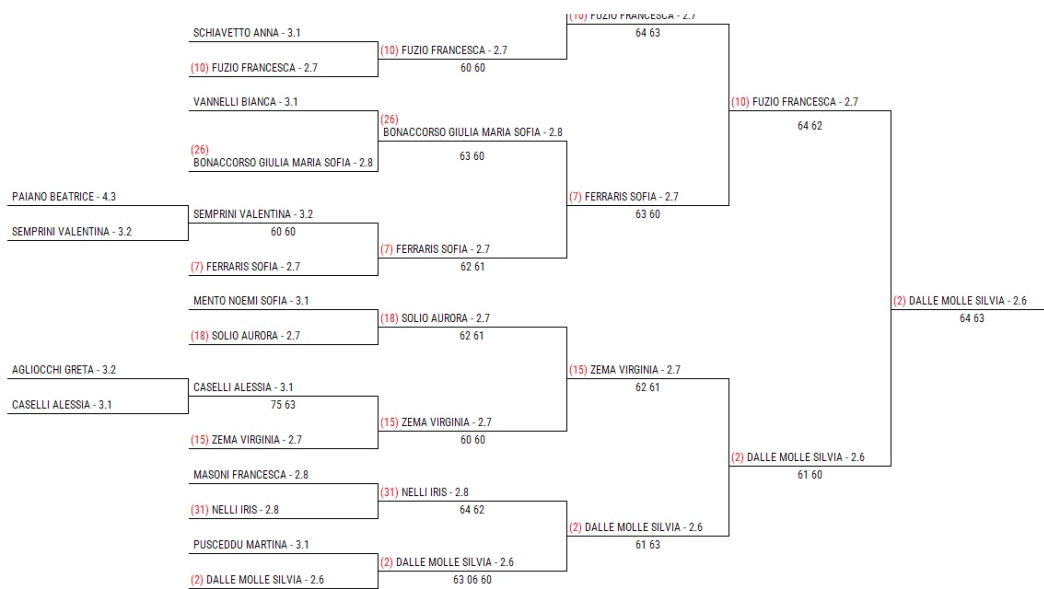 (10) FUZIO FRANCESCA - 2.7
64 63
SCHIAVETTO ANNA - 3.1
(10) FUZIO FRANCESCA - 2.7
60 60
(10) FUZIO FRANCESCA - 2.7
VANNELLI BIANCA - 3.1
(10) FUZIO FRANCESCA - 2.7
64 62
(26)
BONACCORSO GIULIA MARIA SOFIA - 2.8
63 60
(26)
BONACCORSO GIULIA MARIA SOFIA - 2.8
PAIANO BEATRICE - 4.3
(7) FERRARIS SOFIA - 2.7
63 60
SEMPRINI VALENTINA - 3.2
60 60
SEMPRINI VALENTINA - 3.2
(7) FERRARIS SOFIA - 2.7
62 61
(7) FERRARIS SOFIA - 2.7
MENTO NOEMI SOFIA - 3.1
(2) DALLE MOLLE SILVIA - 2.6
64 63
(18) SOLIO AURORA - 2.7
62 61
(18) SOLIO AURORA - 2.7
AGLIOCCHI GRETA - 3.2
(15) ZEMA VIRGINIA - 2.7
62 61
CASELLI ALESSIA - 3.1
75 63
CASELLI ALESSIA - 3.1
(15) ZEMA VIRGINIA - 2.7
60 60
(15) ZEMA VIRGINIA - 2.7
(2) DALLE MOLLE SILVIA - 2.6
61 60
MASONI FRANCESCA - 2.8
(31) NELLI IRIS - 2.8
64 62
(31) NELLI IRIS - 2.8
(2) DALLE MOLLE SILVIA - 2.6
61 63
PUSCEDDU MARTINA - 3.1
(2) DALLE MOLLE SILVIA - 2.6
63 06 60
(2) DALLE MOLLE SILVIA - 2.6